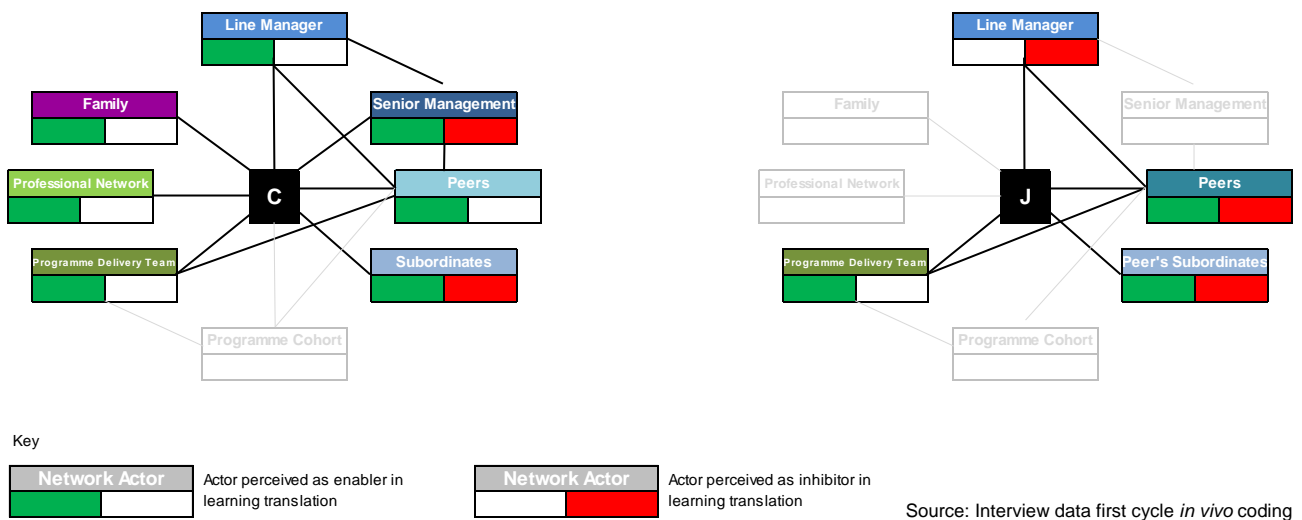 Line Manager
Family
Senior Management
Professional Network
C
Peers
Programme Delivery Team
Subordinates
Programme Cohort
Line Manager
Family
Senior Management
Professional Network
J
Peers
Programme Delivery Team
Peer's Subordinates
Programme Cohort
Key
Network Actor
Actor perceived as enabler in
learning translation
Network Actor
Actor perceived as inhibitor in
learning translation
Source: Interview data first cycle in vivo coding